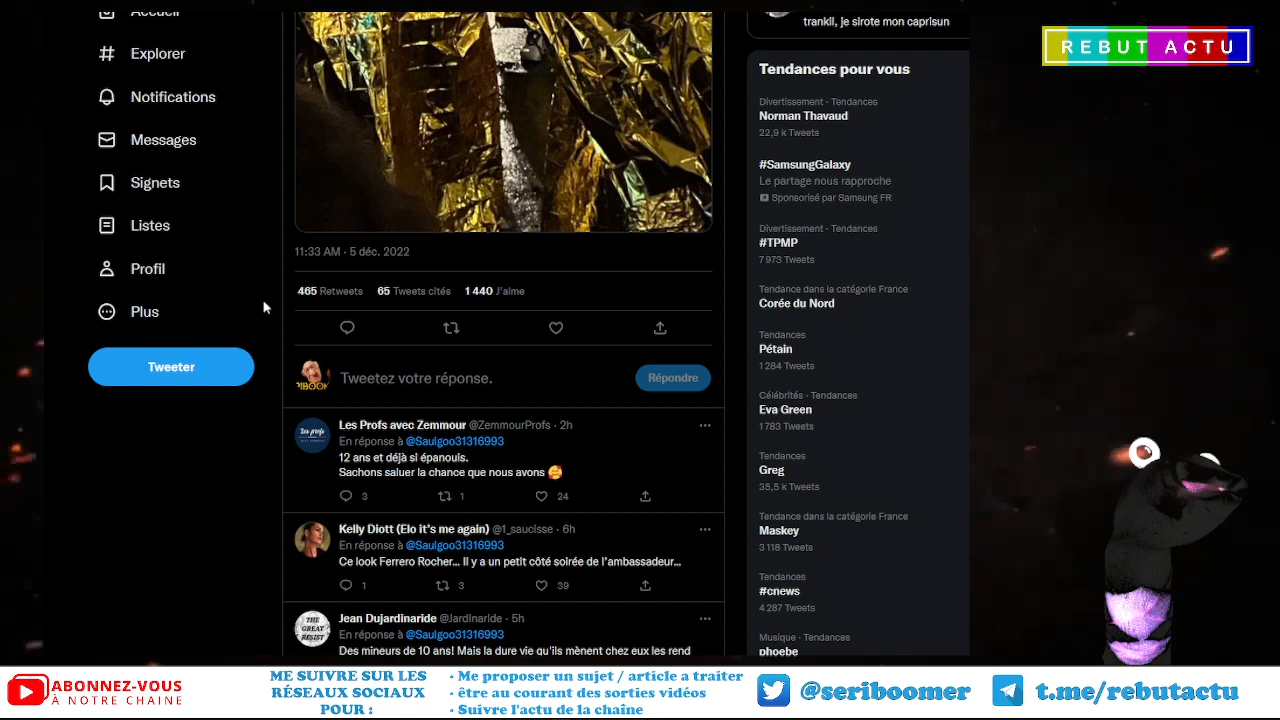 Accueil
Explorer
Notifications
Messages
Signets
Listes
Profil
Plus
Tweeter
11:33 AM · 5 déc. 2022
465 Retweets 65 Tweets cités 1 440 J'aime
Tweetez votre réponse.
Répondre
Les Profs avec Zemmour @ZemmourProfs · 2h
En réponse à @Saulgoo31316993
12 ans et déjà si épanouis.
Sachons saluer la chance que nous avons 🥰
3 1 24
Kelly Diott (Elo it's me again) @1_saucisse · 6h
En réponse à @Saulgoo31316993
Ce look Ferrero Rocher... Il y a un petit côté soirée de l'ambassadeur...
1 3 39
THE GREAT RESIST
Jean Dujardinaride @JardInarIde · 5h
En réponse à @Saulgoo31316993
Des mineurs de 10 ans! Mais la dure vie qu'ils mènent chez eux les rend
trankil, je sirote mon caprisun
Tendances pour vous
Divertissement · Tendances
Norman Thavaud
22,9 k Tweets
#SamsungGalaxy
Le partage nous rapproche
Sponsorisé par Samsung FR
Divertissement · Tendances
#TPMP
7 973 Tweets
Tendance dans la catégorie France
Corée du Nord
Tendances
Pétain
1 284 Tweets
Célébrités · Tendances
Eva Green
1 783 Tweets
Tendances
Greg
35,5 k Tweets
Tendance dans la catégorie France
Maskey
3 118 Tweets
Tendances
#cnews
4 287 Tweets
Musique · Tendances
phoebe
REBUT ACTU
ABONNEZ-VOUS
À NOTRE CHAINE
ME SUIVRE SUR LES
RÉSEAUX SOCIAUX
POUR :
- Me proposer un sujet / article a traiter
- être au courant des sorties vidéos
- Suivre l'actu de la chaîne
@seriboomer
t.me/rebutactu